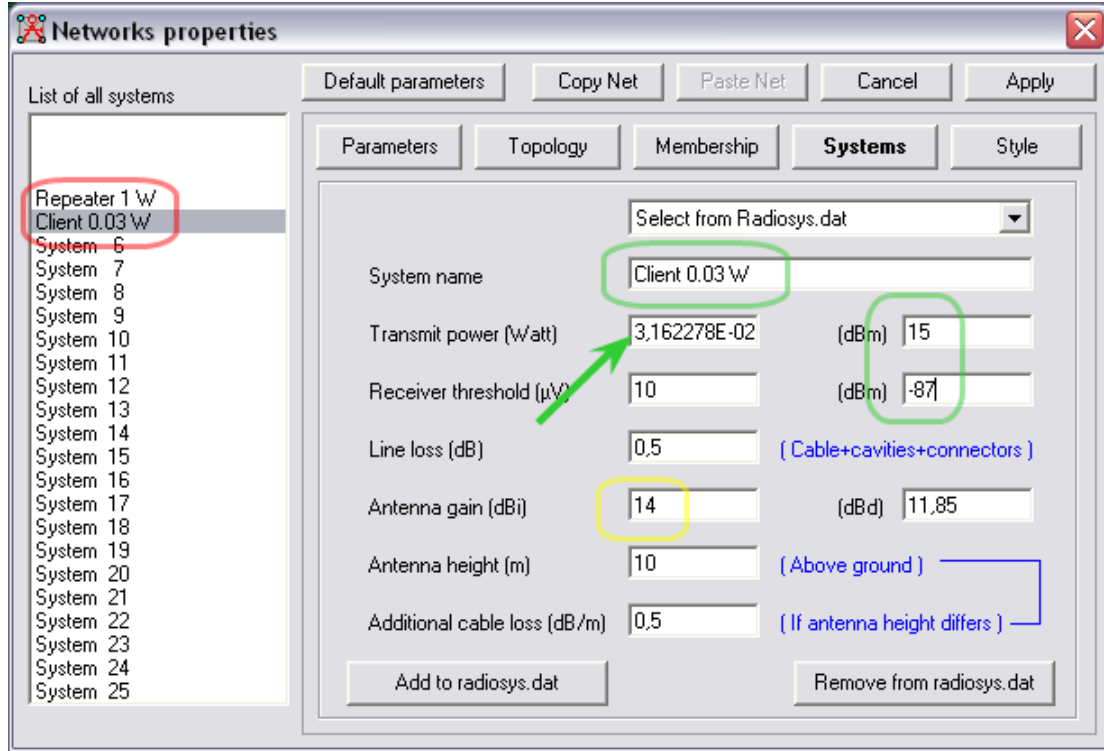 Networks properties
Default parameters Copy Net Paste Net Cancel Apply
List of all systems
Parameters Topology Membership Systems Style
Repeater 1 W
Client 0.03 W
System 6
System 7
System 8
System 9
System 10
System 11
System 12
System 13
System 14
System 15
System 16
System 17
System 18
System 19
System 20
System 21
System 22
System 23
System 24
System 25
Select from Radiosys.dat
System name Client 0.03 W
Transmit power (Watt) 3,162278E-02 (dBm) 15
Receiver threshold (µV) 10 (dBm) -87
Line loss (dB) 0,5 ( Cable+cavities+connectors )
Antenna gain (dBi) 14 (dBd) 11,85
Antenna height (m) 10 ( Above ground )
Additional cable loss (dB/m) 0,5 ( If antenna height differs )
Add to radiosys.dat Remove from radiosys.dat